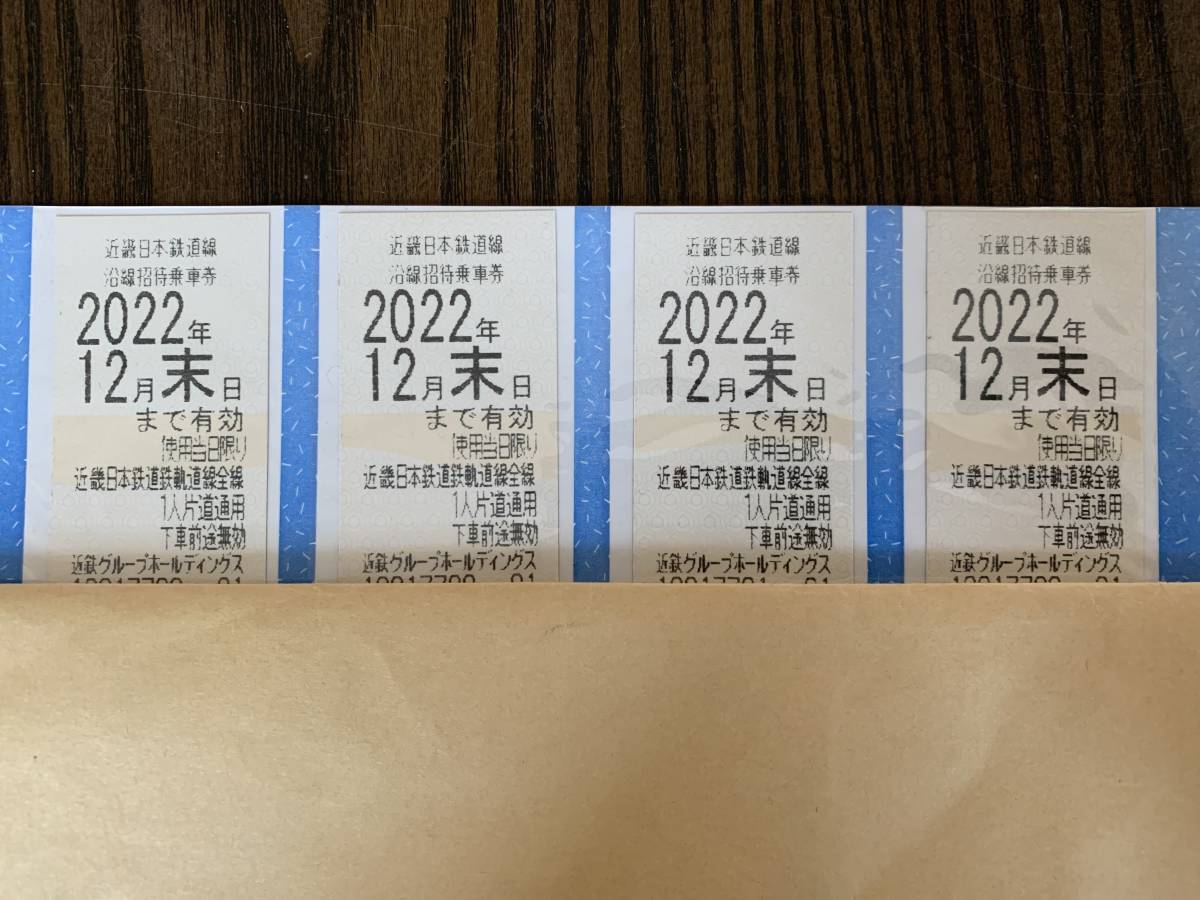 近畿日本鉄道線
沿線招待乗車券
2022年
12月末日
まで有効
(使用当日限り)
近畿日本鉄道鉄軌道線全線
1人片道通用
下車前途無効
近鉄グループホールディングス
近畿日本鉄道線
沿線招待乗車券
2022年
12月末日
まで有効
(使用当日限り)
近畿日本鉄道鉄軌道線全線
1人片道通用
下車前途無効
近鉄グループホールディングス
近畿日本鉄道線
沿線招待乗車券
2022年
12月末日
まで有効
(使用当日限り)
近畿日本鉄道鉄軌道線全線
1人片道通用
下車前途無効
近鉄グループホールディングス
近畿日本鉄道線
沿線招待乗車券
2022年
12月末日
まで有効
(使用当日限り)
近畿日本鉄道鉄軌道線全線
1人片道通用
下車前途無効
近鉄グループホールディングス